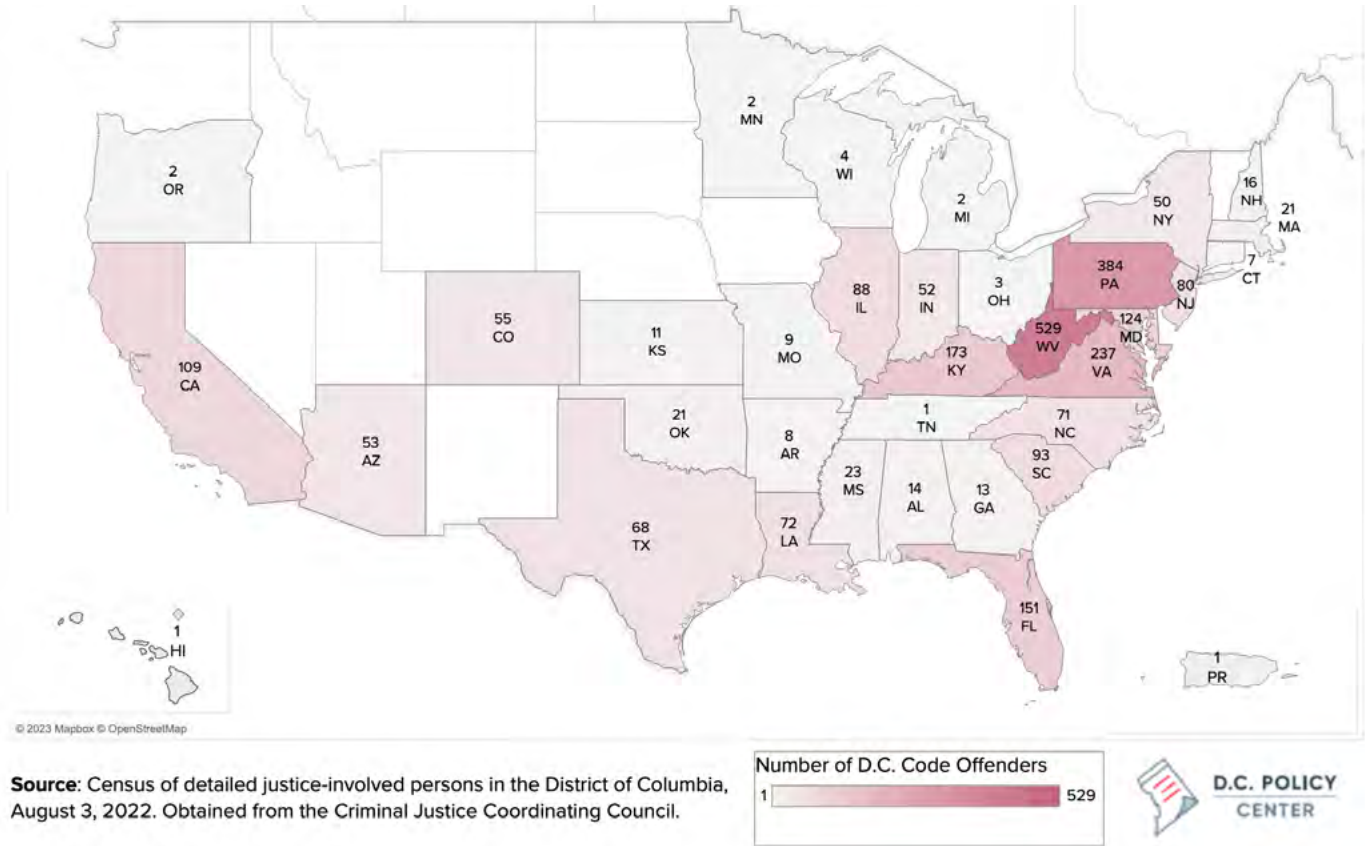 2
MN
2
OR
4
WI
2
MI
16
NH
50
NY
21
MA
7
CT
384
PA
3
OH
80
NJ
88
IL
52
IN
55
CO
11
KS
9
MO
529
WV
124
MD
237
VA
173
KY
109
CA
53
AZ
21
OK
8
AR
1
TN
71
NC
93
SC
23
MS
14
AL
13
GA
68
TX
72
LA
151
FL
1
HI
1
PR
© 2023 Mapbox © OpenStreetMap
Source: Census of detailed justice-involved persons in the District of Columbia,
August 3, 2022. Obtained from the Criminal Justice Coordinating Council.
Number of D.C. Code Offenders
1 529
D.C. POLICY
CENTER